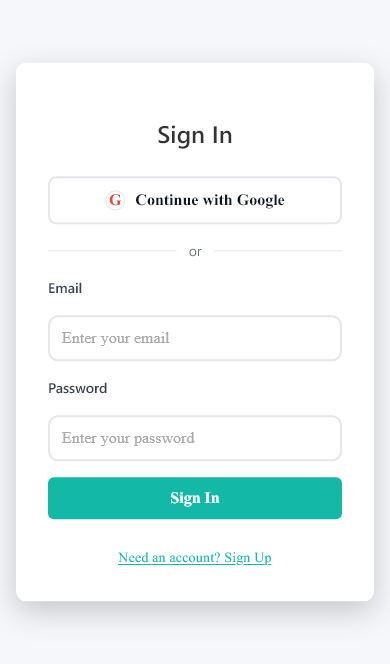 Sign In
G Continue with Google
or
Email
Enter your email
Password
Enter your password
Sign In
Need an account? Sign Up